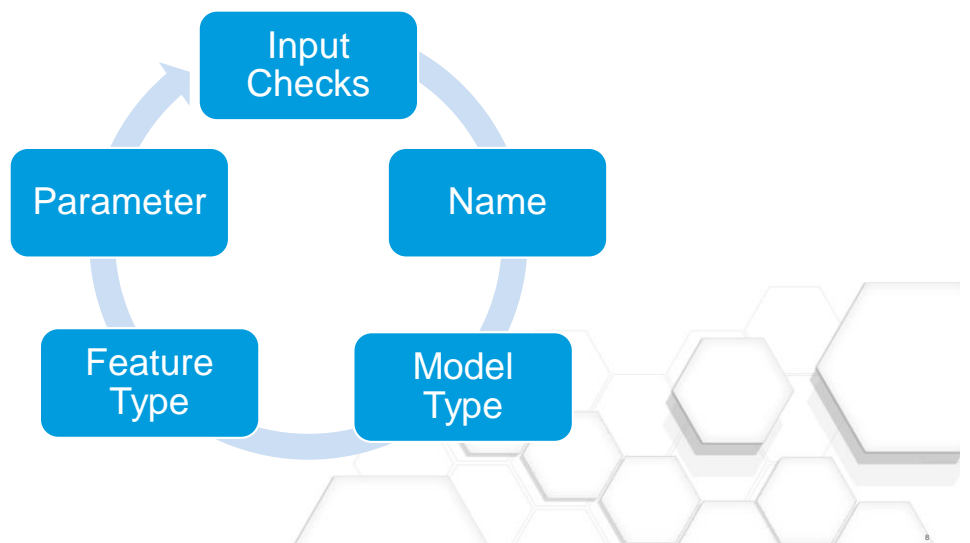 Input
Checks
Name
Model
Type
Feature
Type
Parameter
8